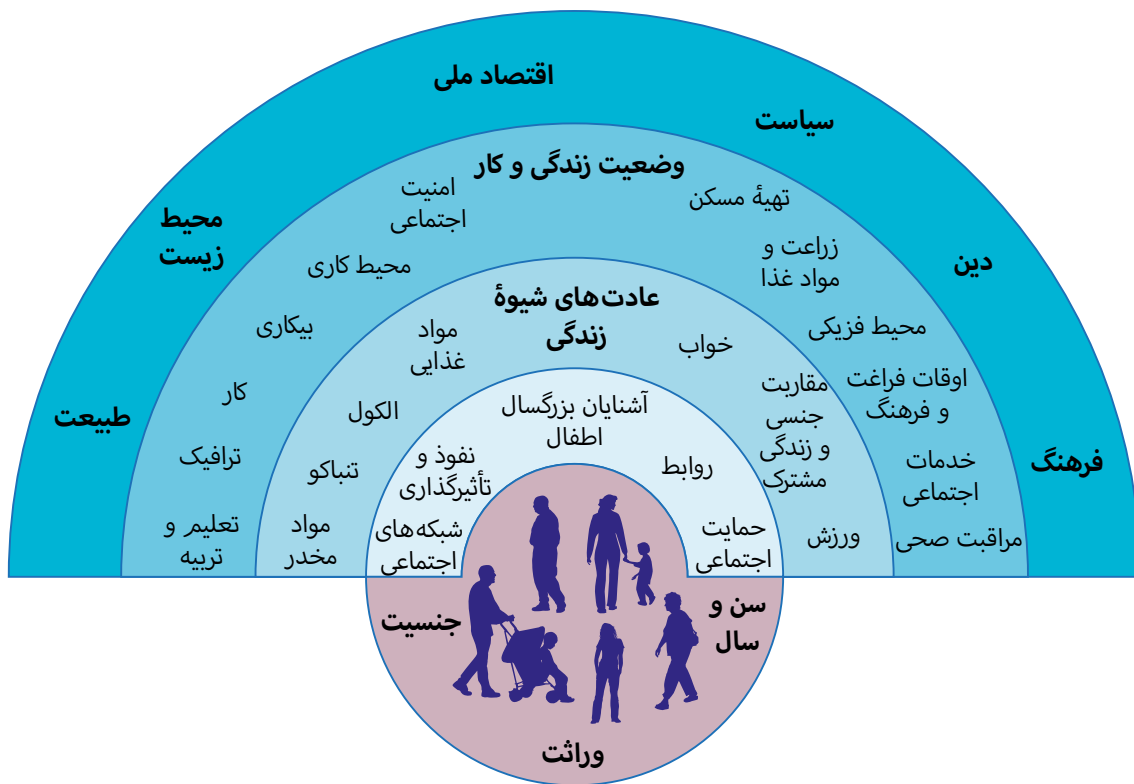 اقتصاد ملی
سیاست
محیط
زیست
دین
طبیعت
فرهنگ
وضعیت زندگی و کار
امنیت
اجتماعی
تهیهٔ مسکن
محیط کاری
زراعت و
مواد غذا
بیکاری
محیط فزیکی
کار
اوقات فراغت
و فرهنگ
ترافیک
خدمات
اجتماعی
تعلیم و
تربیه
مراقبت صحی
عادت‌های شیوهٔ
زندگی
مواد
غذایی
خواب
الکول
مقاربت
جنسی
و زندگی
مشترک
تنباکو
مواد
مخدر
ورزش
آشنایان بزرگسال
اطفال
نفوذ و
تأثیرگذاری
روابط
شبکه‌های
اجتماعی
حمایت
اجتماعی
جنسیت
سن و
سال
وراثت